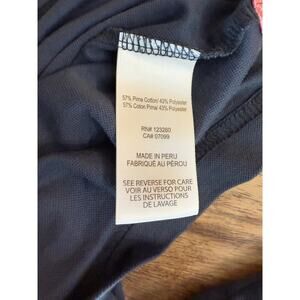 57% Pima Cotton/ 43% Polyester
57% Coton Pima/ 43% Polyester
RN# 123260
CA# 07099
MADE IN PERU
FABRIQUÉ AU PÉROU
SEE REVERSE FOR CARE
VOIR AU VERSO POUR
LES INSTRUCTIONS
DE LAVAGE